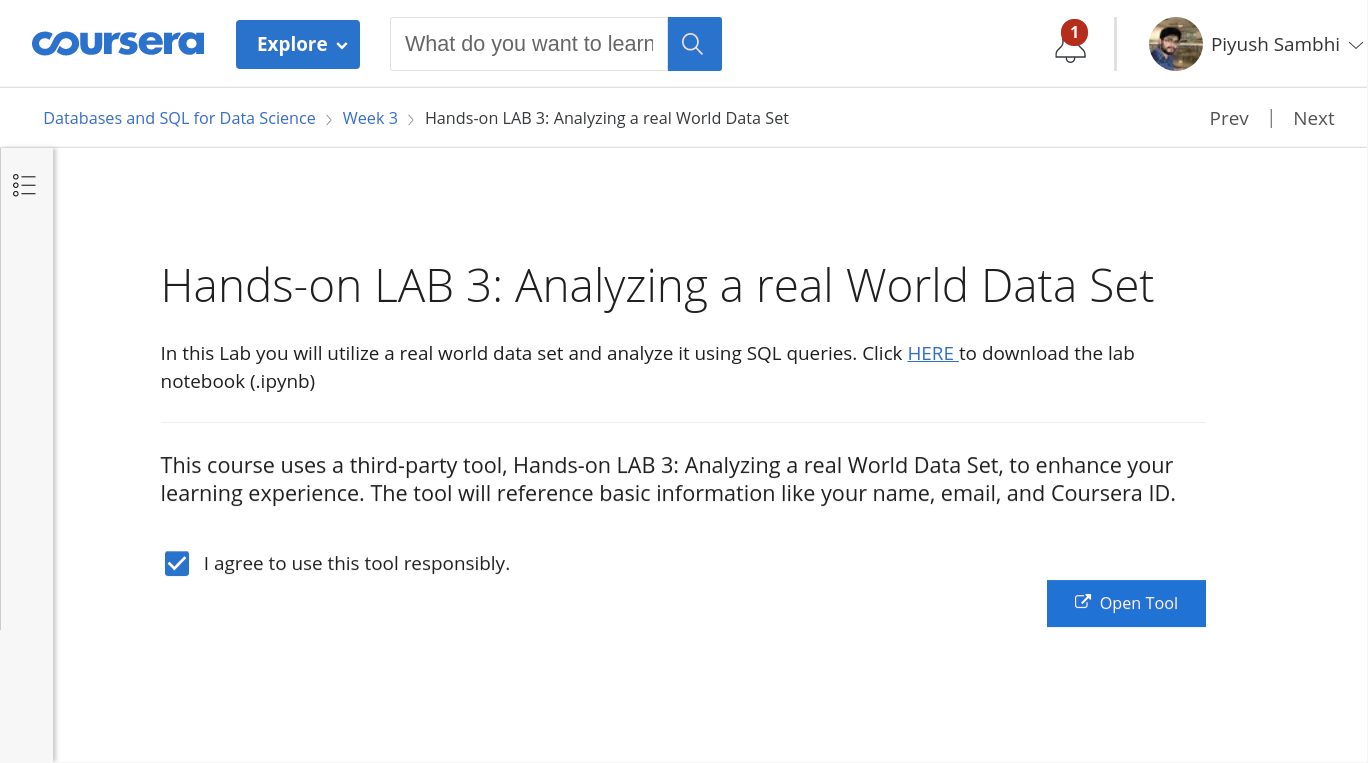 coursera
Explore
What do you want to learn
1
Piyush Sambhi
Databases and SQL for Data Science
Week 3
Hands-on LAB 3: Analyzing a real World Data Set
Prev
Next
Hands-on LAB 3: Analyzing a real World Data Set
In this Lab you will utilize a real world data set and analyze it using SQL queries. Click HERE to download the lab
notebook (.ipynb)
This course uses a third-party tool, Hands-on LAB 3: Analyzing a real World Data Set, to enhance your
learning experience. The tool will reference basic information like your name, email, and Coursera ID.
I agree to use this tool responsibly.
Open Tool